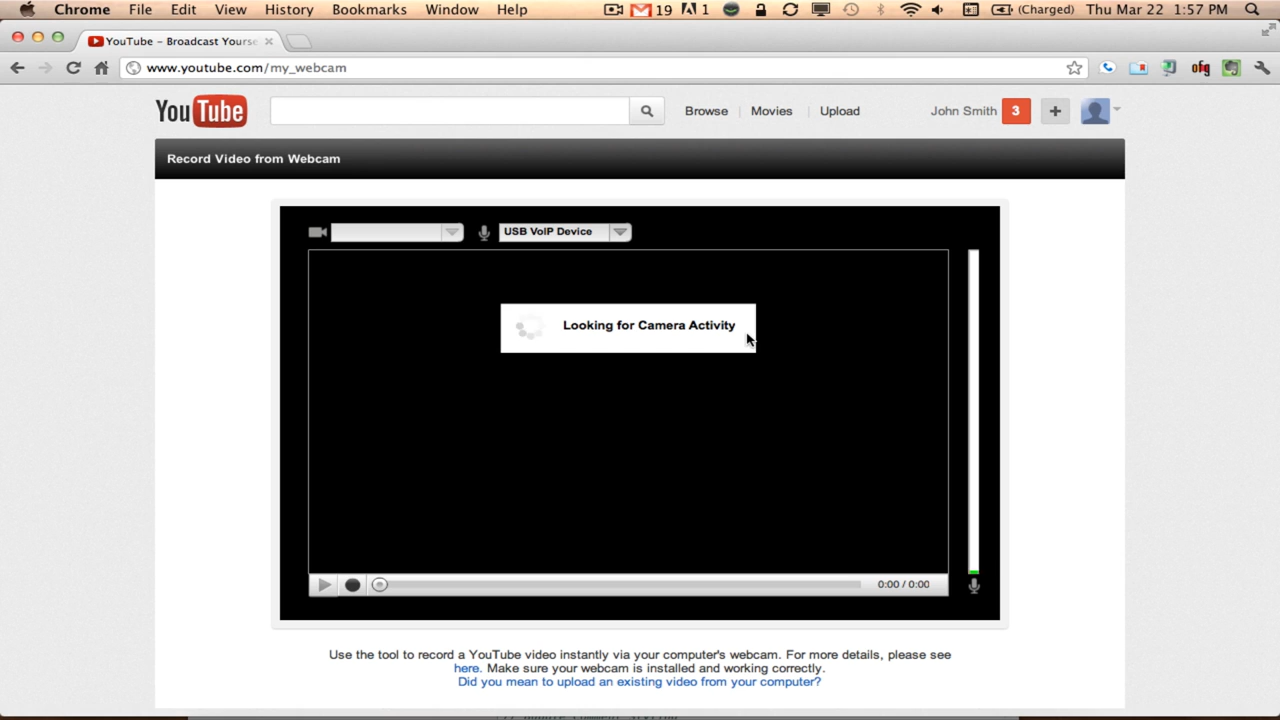 Chrome File Edit View History Bookmarks Window Help 19 1 (Charged) Thu Mar 22 1:57 PM
YouTube – Broadcast Yourse
www.youtube.com/my_webcam
ofg
YouTube
Browse Movies Upload John Smith 3 +
Record Video from Webcam
USB VoIP Device
Looking for Camera Activity
0:00 / 0:00
Use the tool to record a YouTube video instantly via your computer's webcam. For more details, please see
here. Make sure your webcam is installed and working correctly.
Did you mean to upload an existing video from your computer?